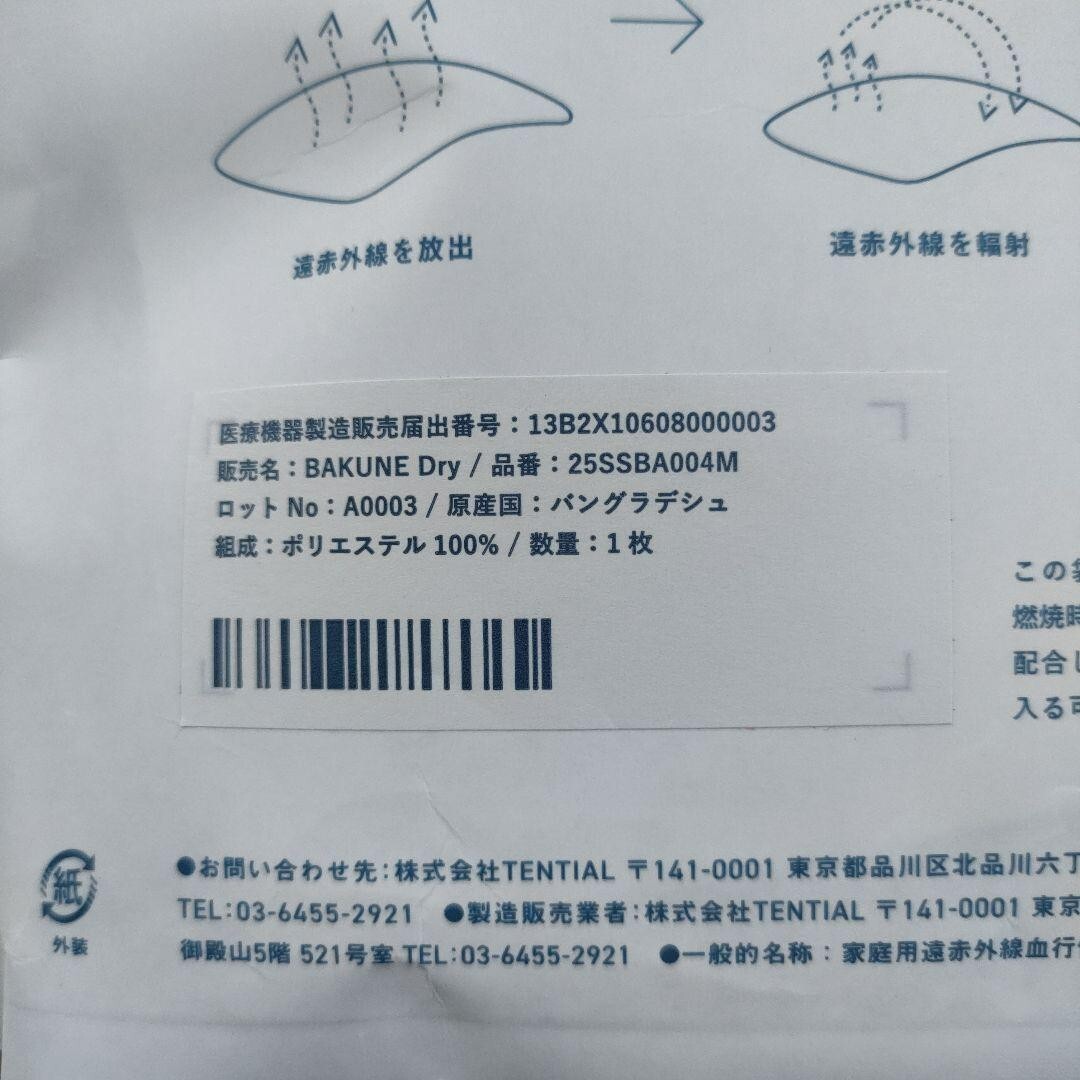 遠赤外線を放出
遠赤外線を輻射
医療機器製造販売届出番号：13B2X10608000003
販売名：BAKUNE Dry / 品番：25SSBA004M
ロット No：A0003 / 原産国：バングラデシュ
組成：ポリエステル 100% / 数量：1 枚
この
燃焼時
配合し
入る可
紙
外装
●お問い合わせ先：株式会社TENTIAL 〒141-0001 東京都品川区北品川六丁
TEL：03-6455-2921 ●製造販売業者：株式会社TENTIAL 〒141-0001 東京
御殿山5階 521号室 TEL：03-6455-2921 ●一般的名称：家庭用遠赤外線血行